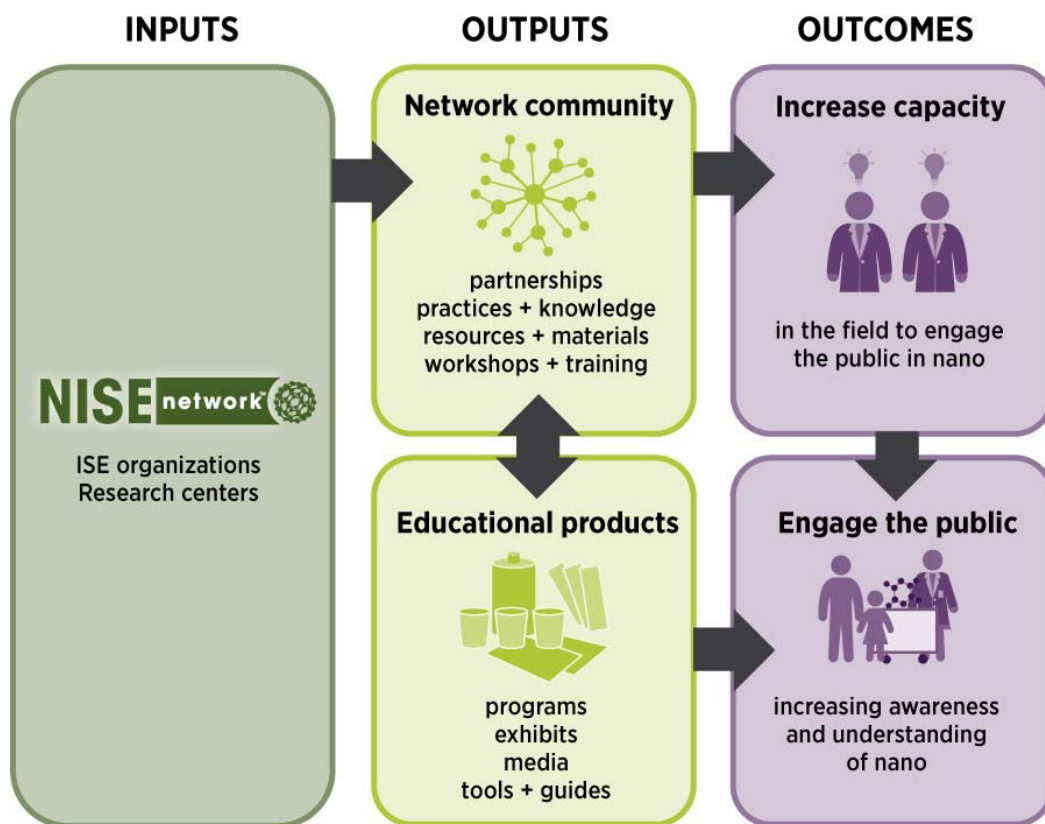 INPUTS
OUTPUTS
OUTCOMES
NISE network™
ISE organizations
Research centers
Network community
partnerships
practices + knowledge
resources + materials
workshops + training
Educational products
programs
exhibits
media
tools + guides
Increase capacity
in the field to engage
the public in nano
Engage the public
increasing awareness
and understanding
of nano